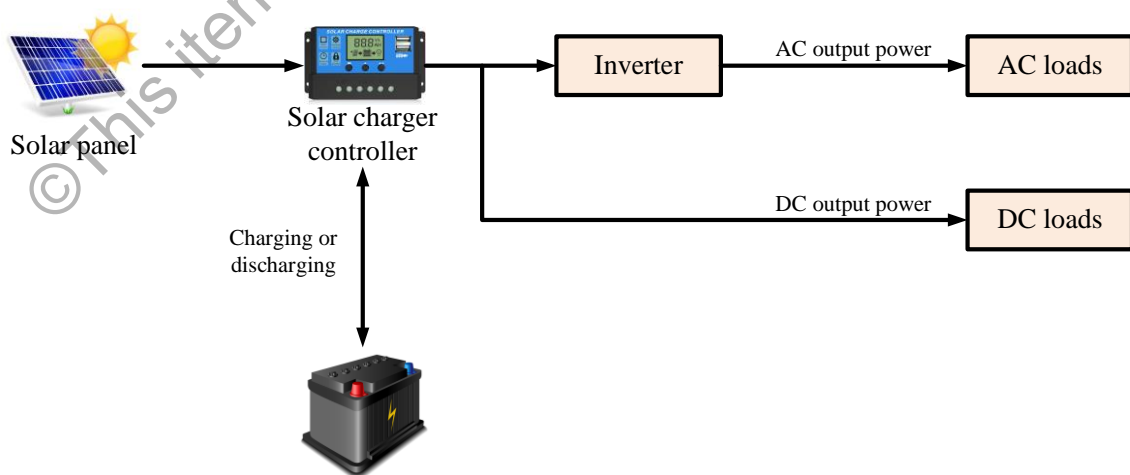 ©This item
SOLAR CHARGE CONTROLLER
Solar panel
Solar charger
controller
Inverter
AC output power
AC loads
DC output power
DC loads
Charging or
discharging